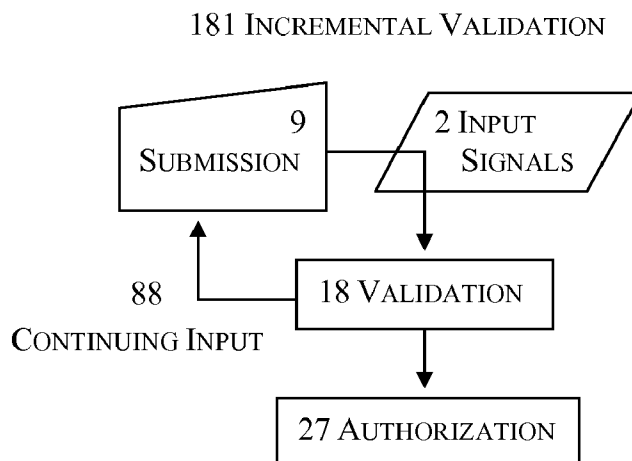 181 INCREMENTAL VALIDATION
9
SUBMISSION
2 INPUT
SIGNALS
88
CONTINUING INPUT
18 VALIDATION
27 AUTHORIZATION